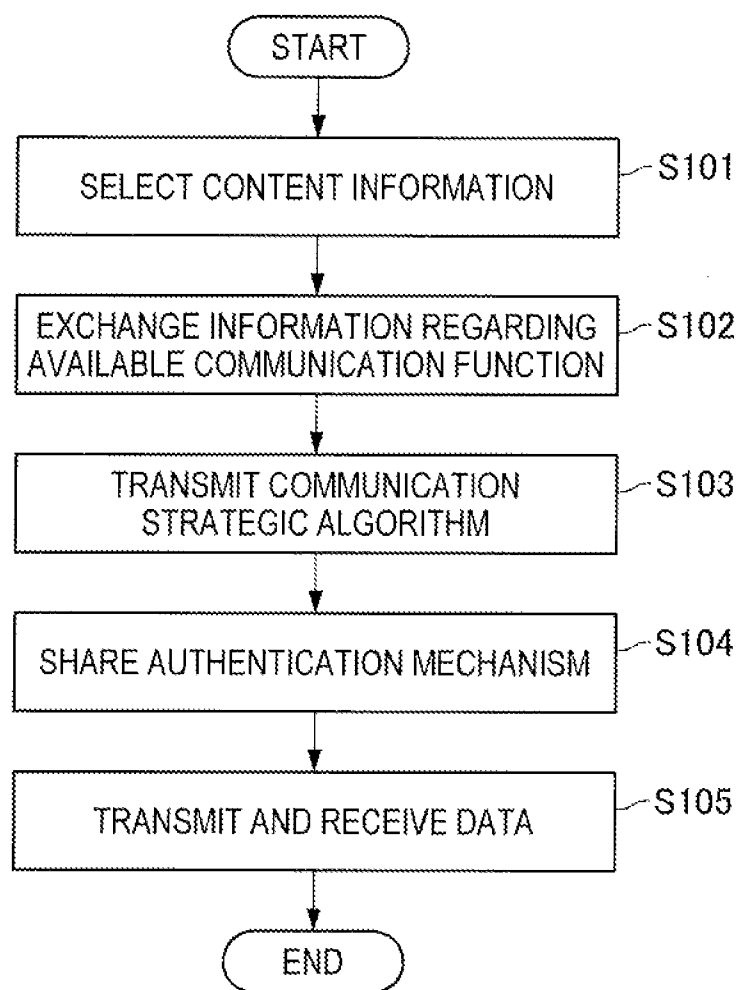 START
SELECT CONTENT INFORMATION
S101
EXCHANGE INFORMATION REGARDING
AVAILABLE COMMUNICATION FUNCTION
S102
TRANSMIT COMMUNICATION
STRATEGIC ALGORITHM
S103
SHARE AUTHENTICATION MECHANISM
S104
TRANSMIT AND RECEIVE DATA
S105
END